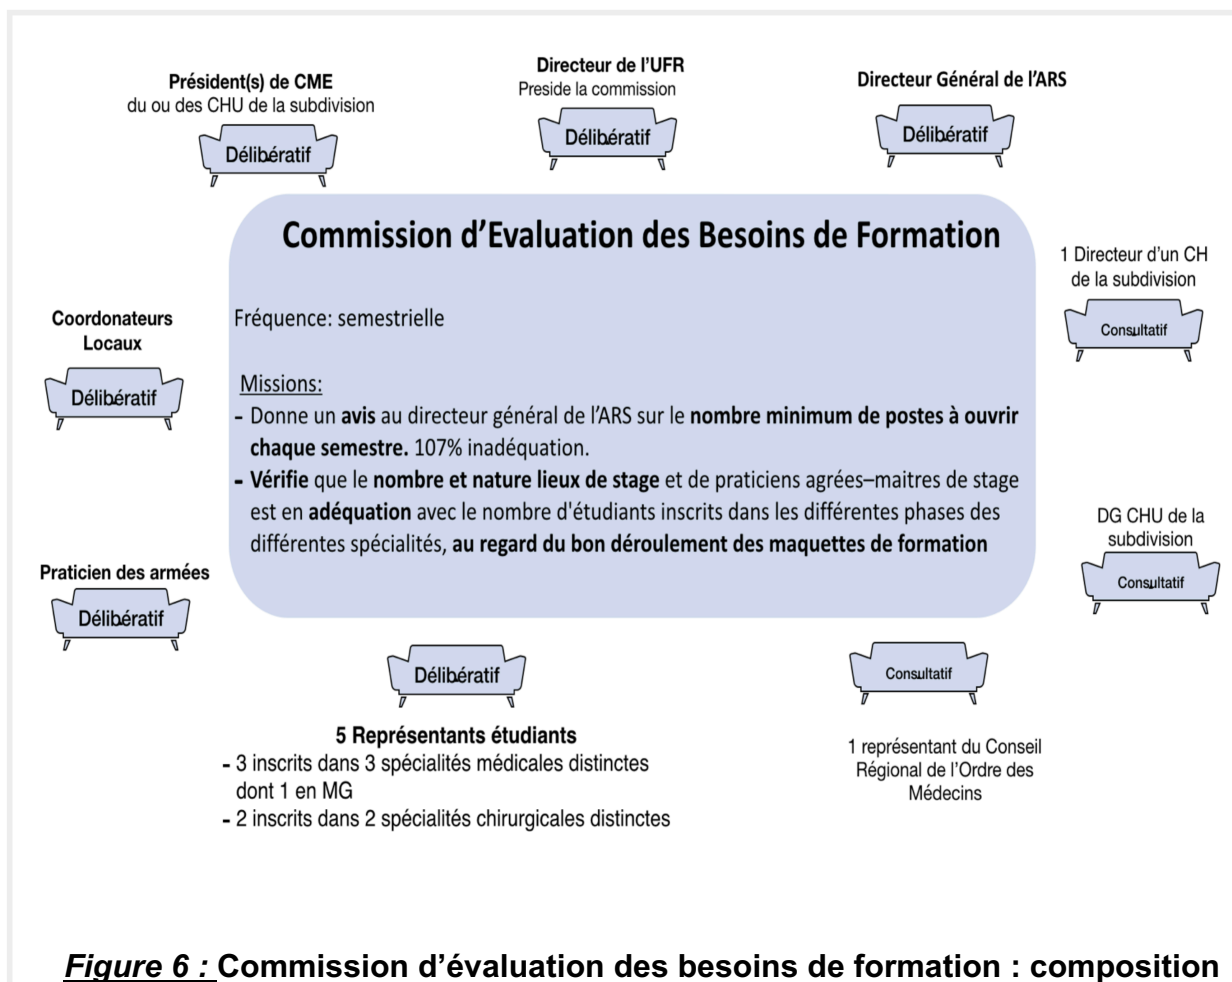 Président(s) de CME
du ou des CHU de la subdivision
Délibératif
Directeur de l'UFR
Preside la commission
Délibératif
Directeur Général de l'ARS
Délibératif
Commission d'Evaluation des Besoins de Formation
1 Directeur d'un CH
de la subdivision
Consultatif
Coordonateurs
Locaux
Délibératif
Fréquence: semestrielle
Missions:
- Donne un avis au directeur général de l'ARS sur le nombre minimum de postes à ouvrir
chaque semestre. 107% inadéquation.
- Vérifie que le nombre et nature lieux de stage et de praticiens agrées–maitres de stage
est en adéquation avec le nombre d'étudiants inscrits dans les différentes phases des
différentes spécialités, au regard du bon déroulement des maquettes de formation
DG CHU de la
subdivision
Consultatif
Praticien des armées
Délibératif
Délibératif
5 Représentants étudiants
- 3 inscrits dans 3 spécialités médicales distinctes
dont 1 en MG
- 2 inscrits dans 2 spécialités chirurgicales distinctes
Consultatif
1 représentant du Conseil
Régional de l'Ordre des
Médecins
Figure 6 : Commission d'évaluation des besoins de formation : composition